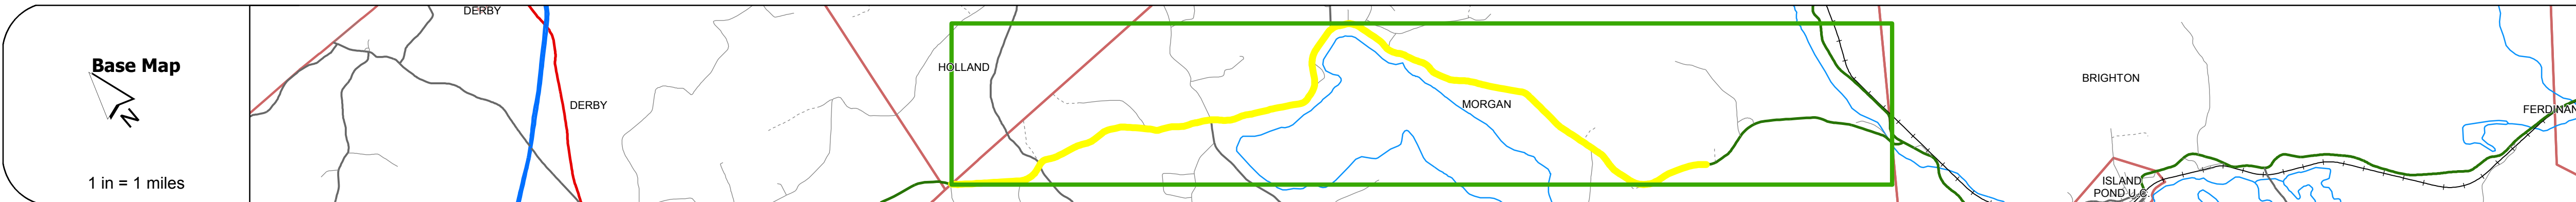 Base Map
N
1 in = 1 miles
DERBY
DERBY
HOLLAND
MORGAN
BRIGHTON
ISLAND
POND U.C.